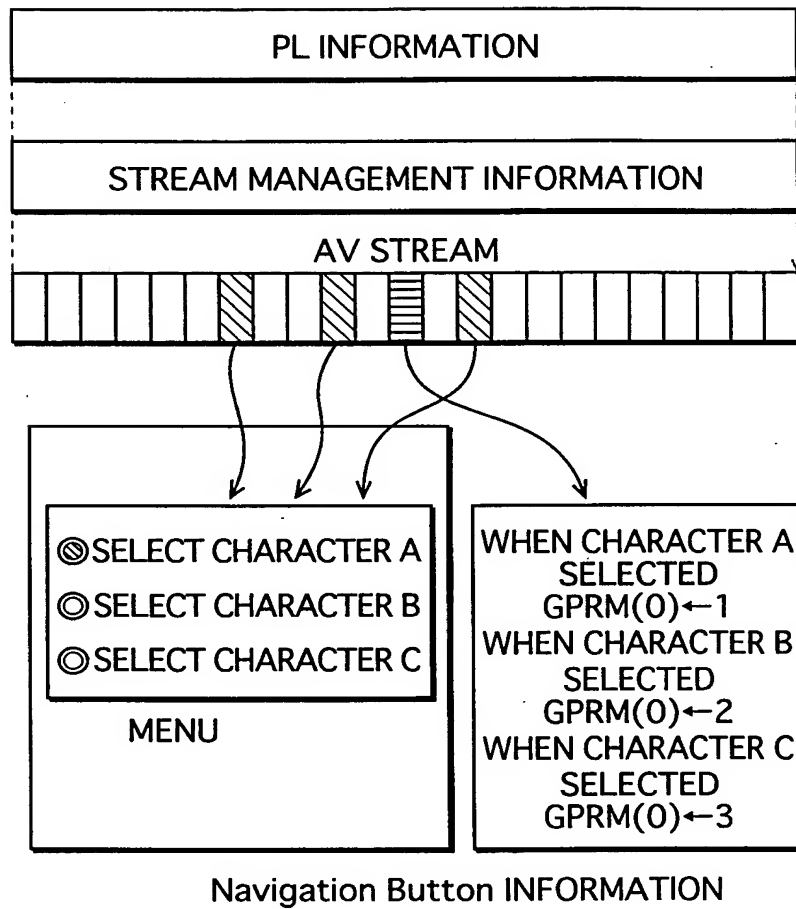 PL INFORMATION
STREAM MANAGEMENT INFORMATION
AV STREAM
SELECT CHARACTER A
SELECT CHARACTER B
SELECT CHARACTER C
MENU
WHEN CHARACTER A
SELECTED
GPRM(0)←1
WHEN CHARACTER B
SELECTED
GPRM(0)←2
WHEN CHARACTER C
SELECTED
GPRM(0)←3
Navigation Button INFORMATION